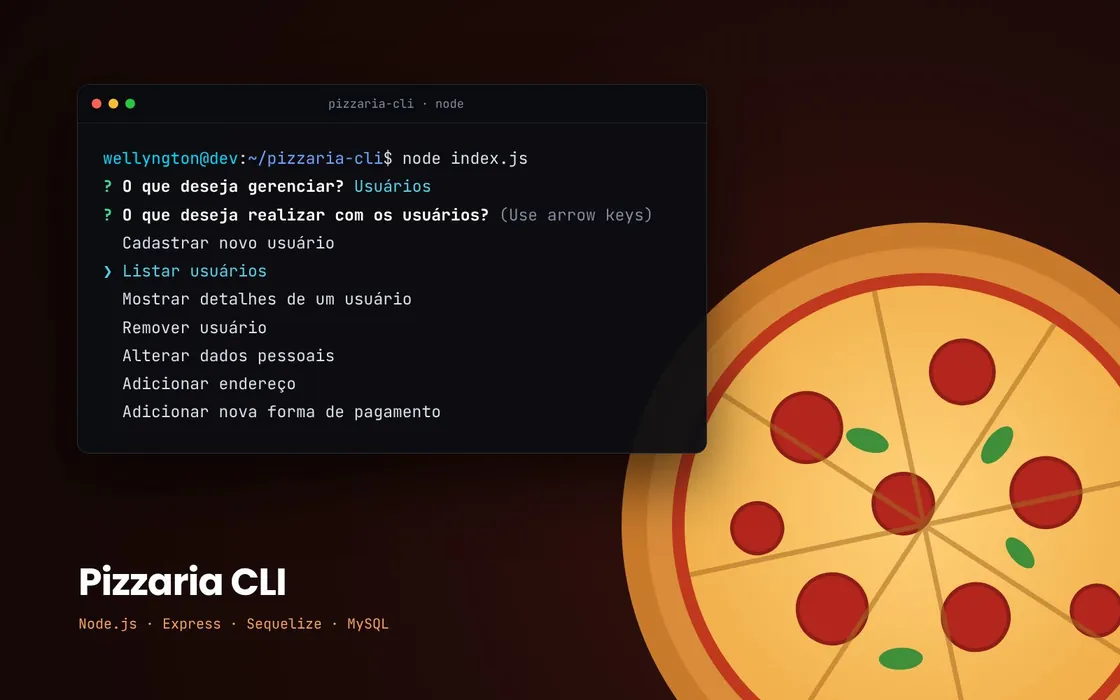 pizzaria-cli · node
wellyngton@dev:~/pizzaria-cli$ node index.js
? O que deseja gerenciar? Usuários
? O que deseja realizar com os usuários? (Use arrow keys)
Cadastrar novo usuário
❯ Listar usuários
Mostrar detalhes de um usuário
Remover usuário
Alterar dados pessoais
Adicionar endereço
Adicionar nova forma de pagamento
Pizzaria CLI
Node.js · Express · Sequelize · MySQL